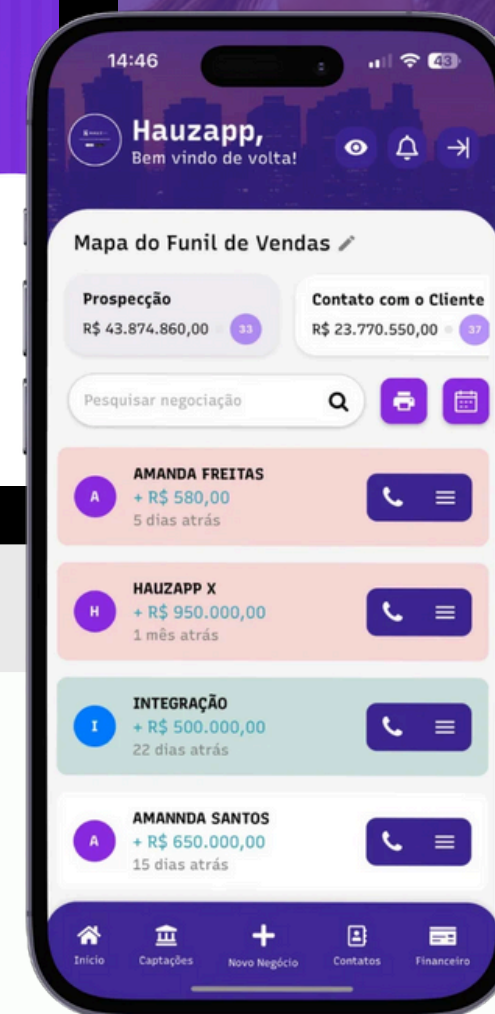 14:46
43
Hauzapp,
Bem vindo de volta!
Mapa do Funil de Vendas
Prospecção
R$ 43.874.860,00
33
Contato com o Cliente
R$ 23.770.550,00
37
Pesquisar negociação
A
AMANDA FREITAS
+ R$ 580,00
5 dias atrás
H
HAUZAPP X
+ R$ 950.000,00
1 mês atrás
I
INTEGRAÇÃO
+ R$ 500.000,00
22 dias atrás
A
AMANNDA SANTOS
+ R$ 650.000,00
15 dias atrás
Início
Captações
Novo Negócio
Contatos
Financeiro